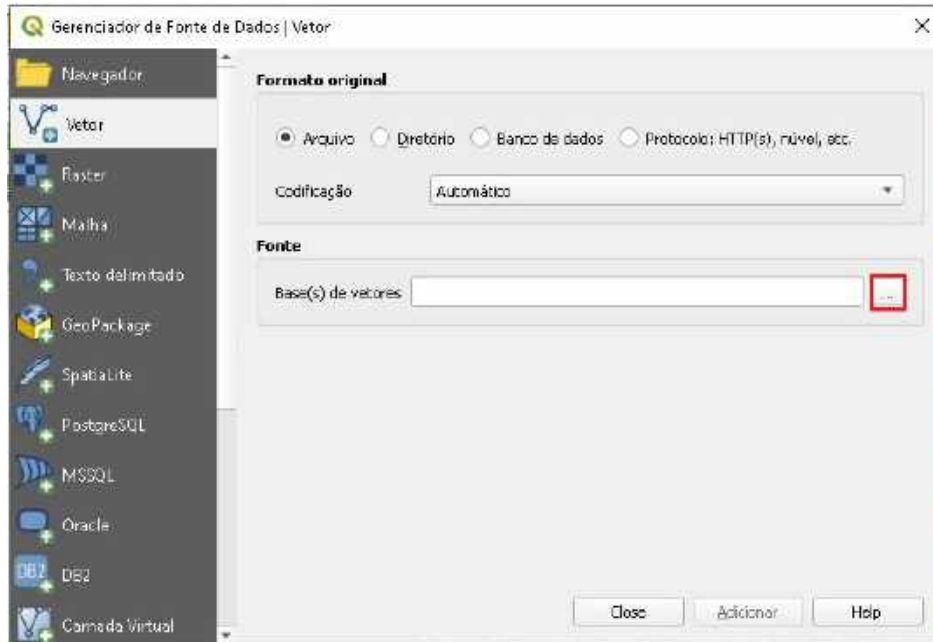 Gerenciador de Fonte de Dados | Vetor
Navegador
Vetor
Raster
Malha
Texto delimitado
GeoPackage
SpatiaLite
PostgreSQL
MSSQL
Oracle
DB2
DB2
Camada Virtual
Formato original
Arquivo Diretório Banco de dados Protocolo: HTTP(s), núvel, etc.
Codificação Automático
Fonte
Base(s) de vetores ...
Close Adicionar Help